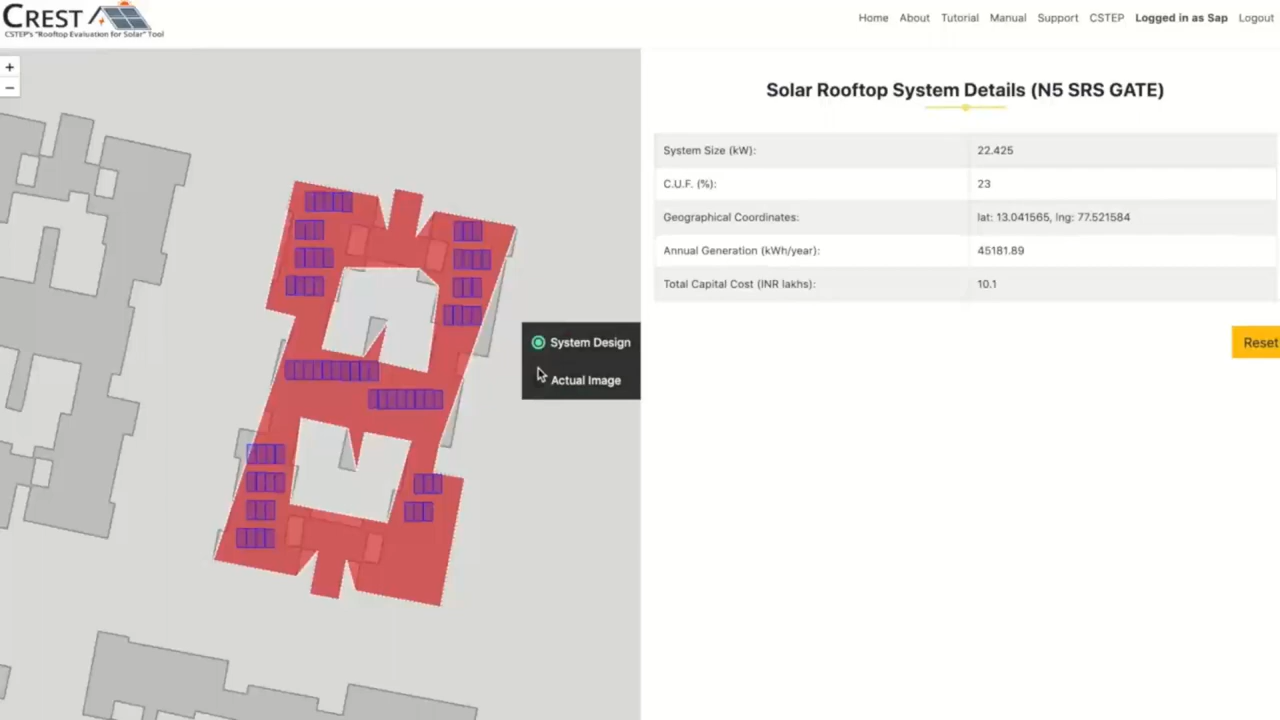 CREST
CSTEP's "Rooftop Evaluation for Solar" Tool
Home About Tutorial Manual Support CSTEP Logged in as Sap Logout
+
−
Solar Rooftop System Details (N5 SRS GATE)
System Size (kW): 22.425
C.U.F. (%): 23
Geographical Coordinates: lat: 13.041565, lng: 77.521584
Annual Generation (kWh/year): 45181.89
Total Capital Cost (INR lakhs): 10.1
System Design
Actual Image
Reset